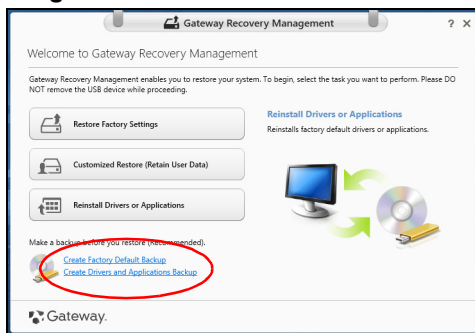 Gateway Recovery Management
? X
Welcome to Gateway Recovery Management
Gateway Recovery Management enables you to restore your system. To begin, select the task you want to perform. Please DO
NOT remove the USB device while proceeding.
Restore Factory Settings
Customized Restore (Retain User Data)
Reinstall Drivers or Applications
Reinstall Drivers or Applications
Reinstalls factory default drivers or applications.
Make a backup before you restore (Recommended).
Create Factory Default Backup
Create Drivers and Applications Backup
Gateway.